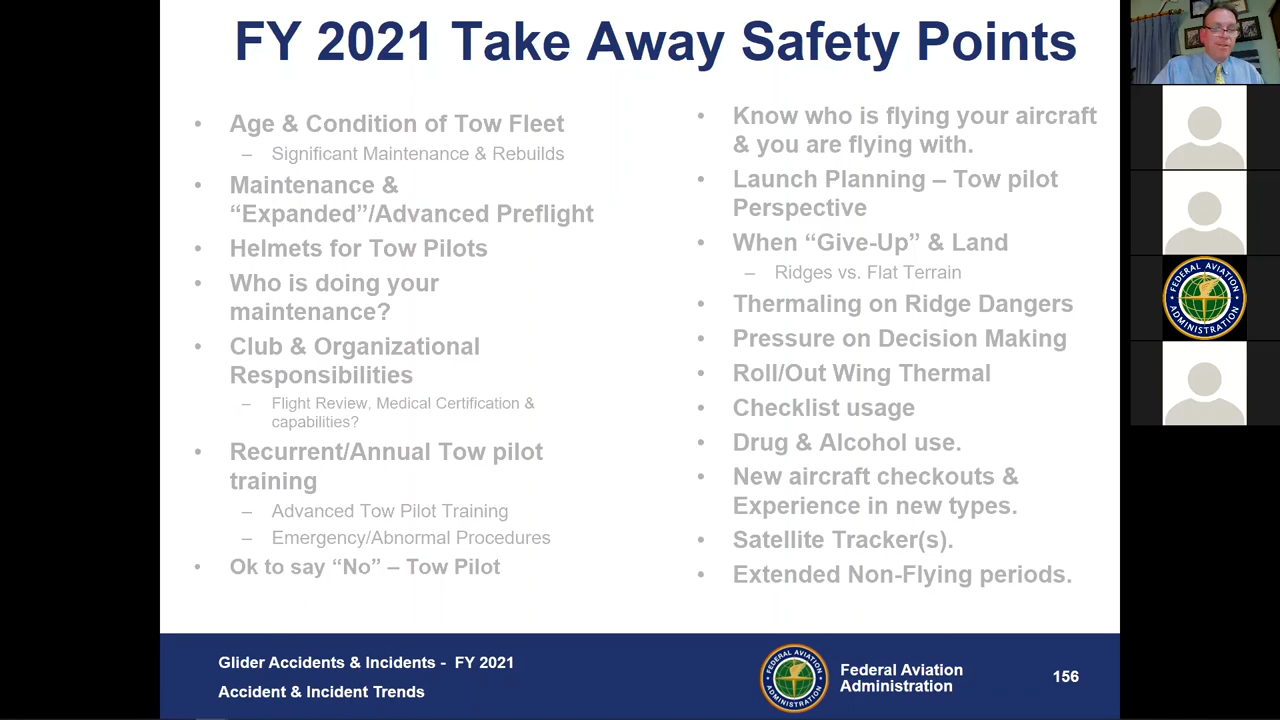 FY 2021 Take Away Safety Points
• Age & Condition of Tow Fleet
– Significant Maintenance & Rebuilds
• Maintenance &
“Expanded”/Advanced Preflight
• Helmets for Tow Pilots
• Who is doing your
maintenance?
• Club & Organizational
Responsibilities
– Flight Review, Medical Certification &
capabilities?
• Recurrent/Annual Tow pilot
training
– Advanced Tow Pilot Training
– Emergency/Abnormal Procedures
• Ok to say “No” – Tow Pilot
• Know who is flying your aircraft
& you are flying with.
• Launch Planning – Tow pilot
Perspective
• When “Give-Up” & Land
– Ridges vs. Flat Terrain
• Thermaling on Ridge Dangers
• Pressure on Decision Making
• Roll/Out Wing Thermal
• Checklist usage
• Drug & Alcohol use.
• New aircraft checkouts &
Experience in new types.
• Satellite Tracker(s).
• Extended Non-Flying periods.
Glider Accidents & Incidents - FY 2021
Accident & Incident Trends
FEDERAL AVIATION
ADMINISTRATION
Federal Aviation
Administration
156
FEDERAL AVIATION
ADMINISTRATION